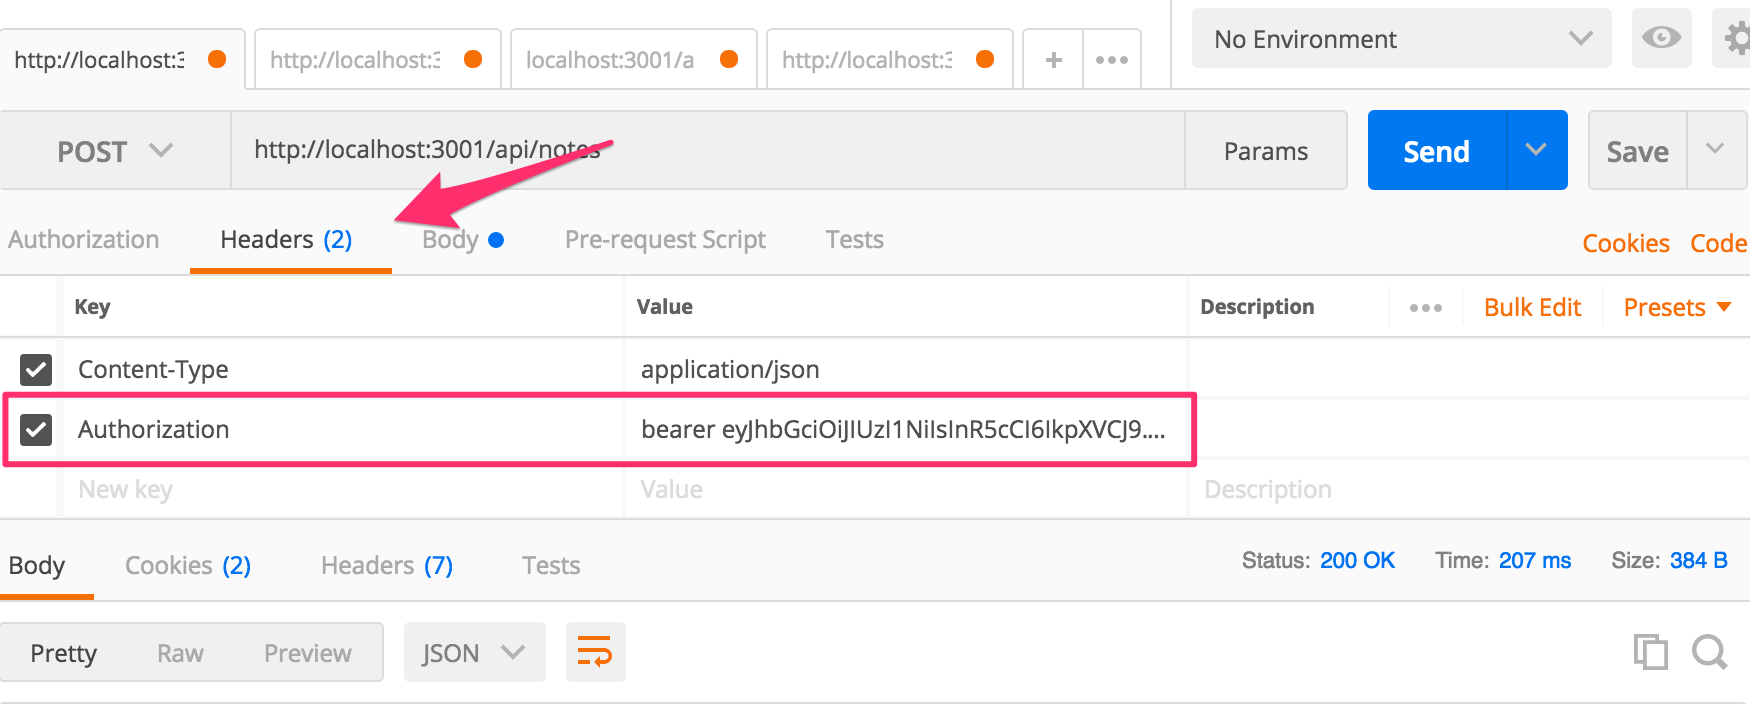 http://localhost:3 http://localhost:3 localhost:3001/a http://localhost:3 + ••• No Environment
POST http://localhost:3001/api/notes Params Send Save
Authorization Headers (2) Body Pre-request Script Tests Cookies Code
Key Value Description ••• Bulk Edit Presets
Content-Type application/json
Authorization bearer eyJhbGciOiJIUzI1NiIsInR5cCI6IkpXVCJ9....
New key Value Description
Body Cookies (2) Headers (7) Tests Status: 200 OK Time: 207 ms Size: 384 B
Pretty Raw Preview JSON